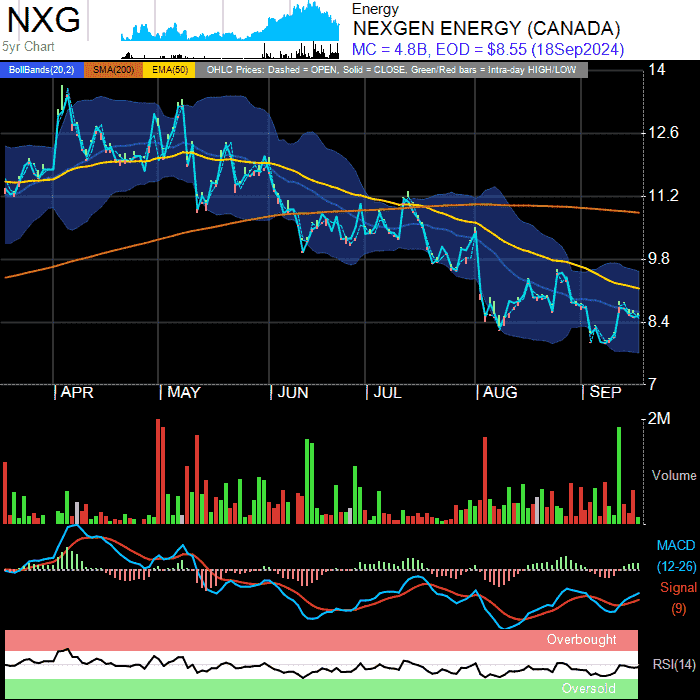 NXG
5yr Chart
Energy
NEXGEN ENERGY (CANADA)
MC = 4.8B, EOD = $8.55 (18Sep2024)
BollBands(20,2) SMA(200) EMA(50) OHLC Prices: Dashed = OPEN, Solid = CLOSE, Green/Red bars = Intra-day HIGH/LOW
14
12.6
11.2
9.8
8.4
7
APR MAY JUN JUL AUG SEP
2M
Volume
MACD
(12-26)
Signal
(9)
Overbought
RSI(14)
Oversold